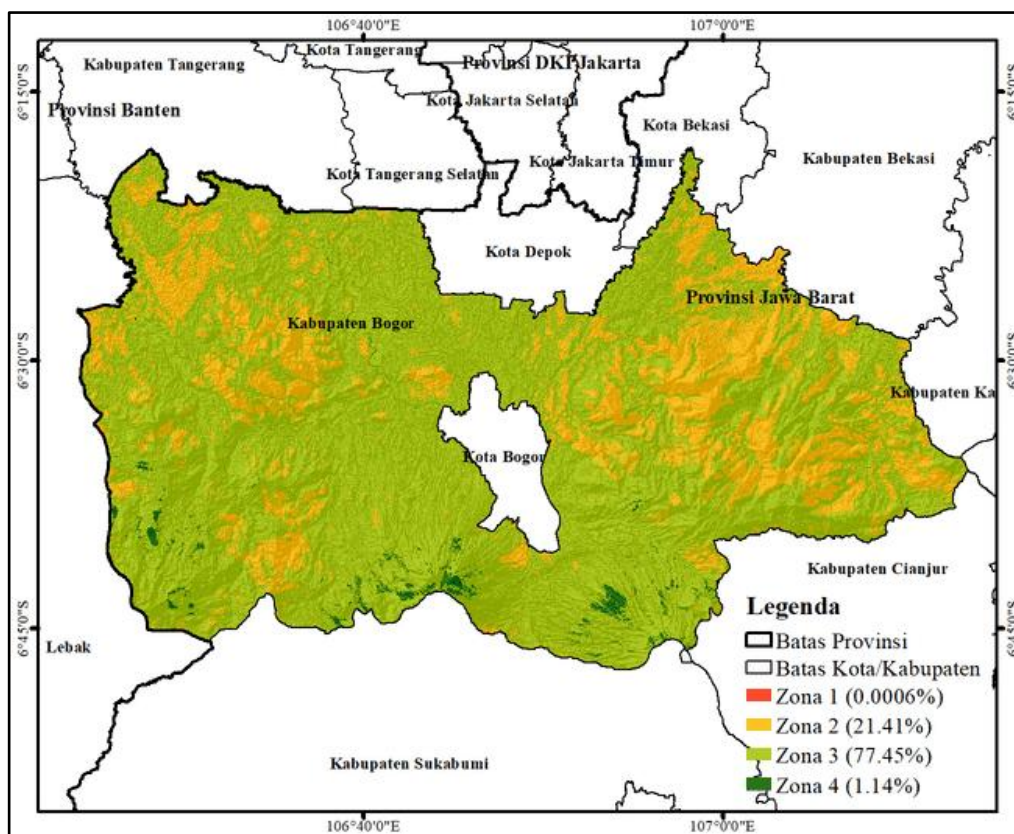 106°40'0"E
107°0'0"E
Kota Tangerang
Kabupaten Tangerang
Provinsi DKI Jakarta
6°15'0"S
6°15'0"S
Kota Jakarta Selatan
Provinsi Banten
Kota Bekasi
Kabupaten Bekasi
Kota Jakarta Timur
Kota Tangerang Selatan
Kota Depok
Provinsi Jawa Barat
Kabupaten Bogor
6°30'0"S
6°30'0"S
Kabupaten Ka
Kota Bogor
Kabupaten Cianjur
Legenda
6°45'0"S
6°45'0"S
Lebak
Batas Provinsi
Batas Kota/Kabupaten
Zona 1 (0.0006%)
Zona 2 (21.41%)
Zona 3 (77.45%)
Zona 4 (1.14%)
Kabupaten Sukabumi
106°40'0"E
107°0'0"E